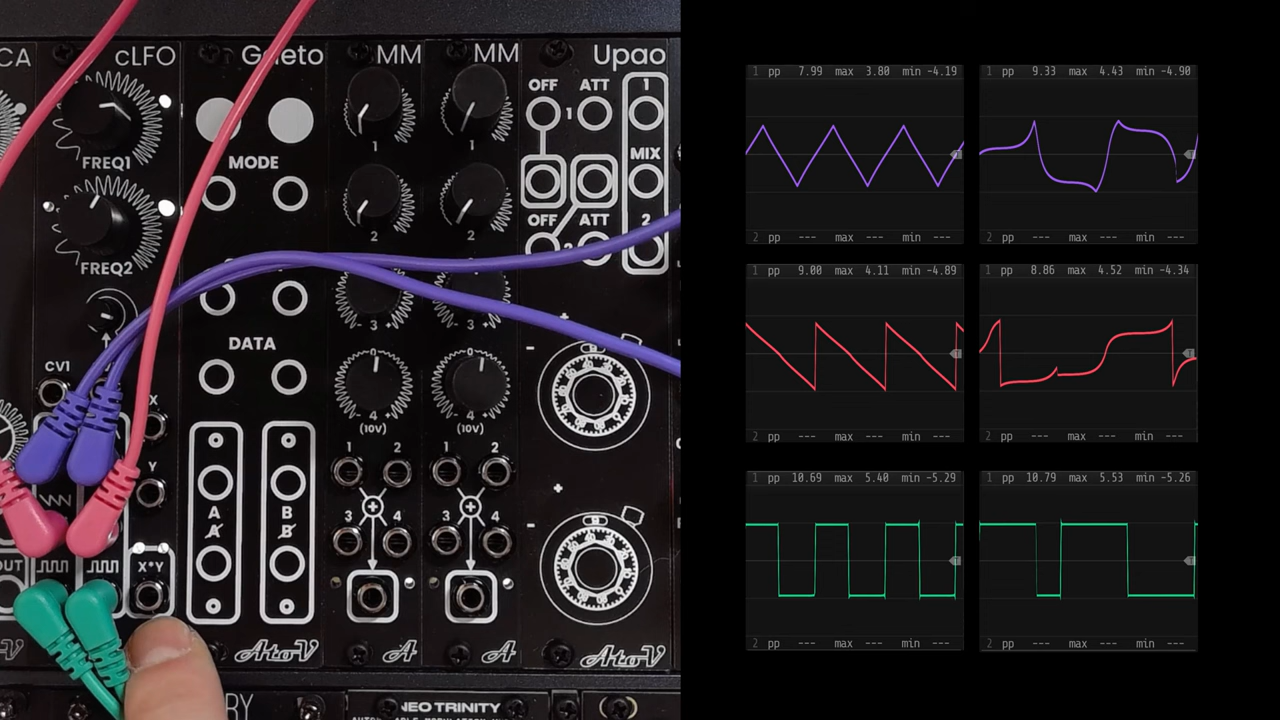 CA
cLFO
MM
MM
Upao
OFF
ATT
1
1
MIX
FREQ1
1
1
MODE
OFF
ATT
2
2
2
FREQ2
3
3
DATA
CV1
X
Y
4
(10V)
4
(10V)
1
2
1
2
3
4
3
4
A
A
B
B
OUT
X*Y
AtoV
A
A
AtoV
NEO TRINITY
1 pp 7.99 max 3.80 min -4.19
2 pp --- max --- min ---
1 pp 9.33 max 4.43 min -4.90
2 pp --- max --- min ---
1 pp 9.00 max 4.11 min -4.89
2 pp --- max --- min ---
1 pp 8.86 max 4.52 min -4.34
2 pp --- max --- min ---
1 pp 10.69 max 5.40 min -5.29
2 pp --- max --- min ---
1 pp 10.79 max 5.53 min -5.26
2 pp --- max --- min ---